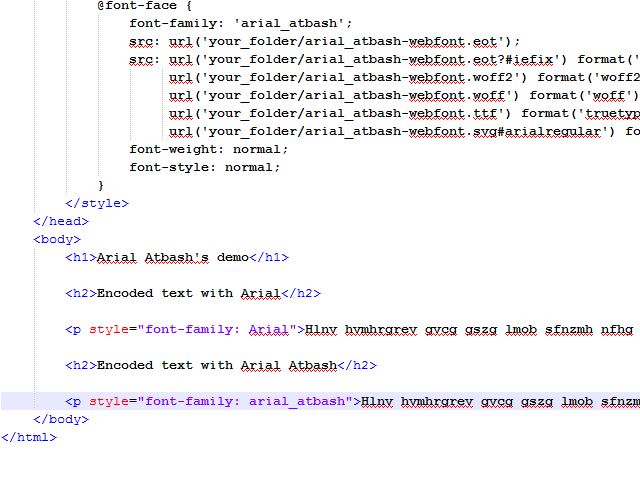 @font-face {
font-family: 'arial_atbash';
src: url('your_folder/arial_atbash-webfont.eot');
src: url('your_folder/arial_atbash-webfont.eot?#iefix') format('
url('your_folder/arial_atbash-webfont.woff2') format('woff2
url('your_folder/arial_atbash-webfont.woff') format('woff')
url('your_folder/arial_atbash-webfont.ttf') format('truetyp
url('your_folder/arial_atbash-webfont.svg#arialregular') fo
font-weight: normal;
font-style: normal;
}
</style>
</head>
<body>
<h1>Arial Atbash's demo</h1>
<h2>Encoded text with Arial</h2>
<p style="font-family: Arial">Hlnv hvmhrgrev gvcg gszg lmob sfnzmh nfhg
<h2>Encoded text with Arial Atbash</h2>
<p style="font-family: arial_atbash">Hlnv hvmhrgrev gvcg gszg lmob sfnzm
</body>
</html>